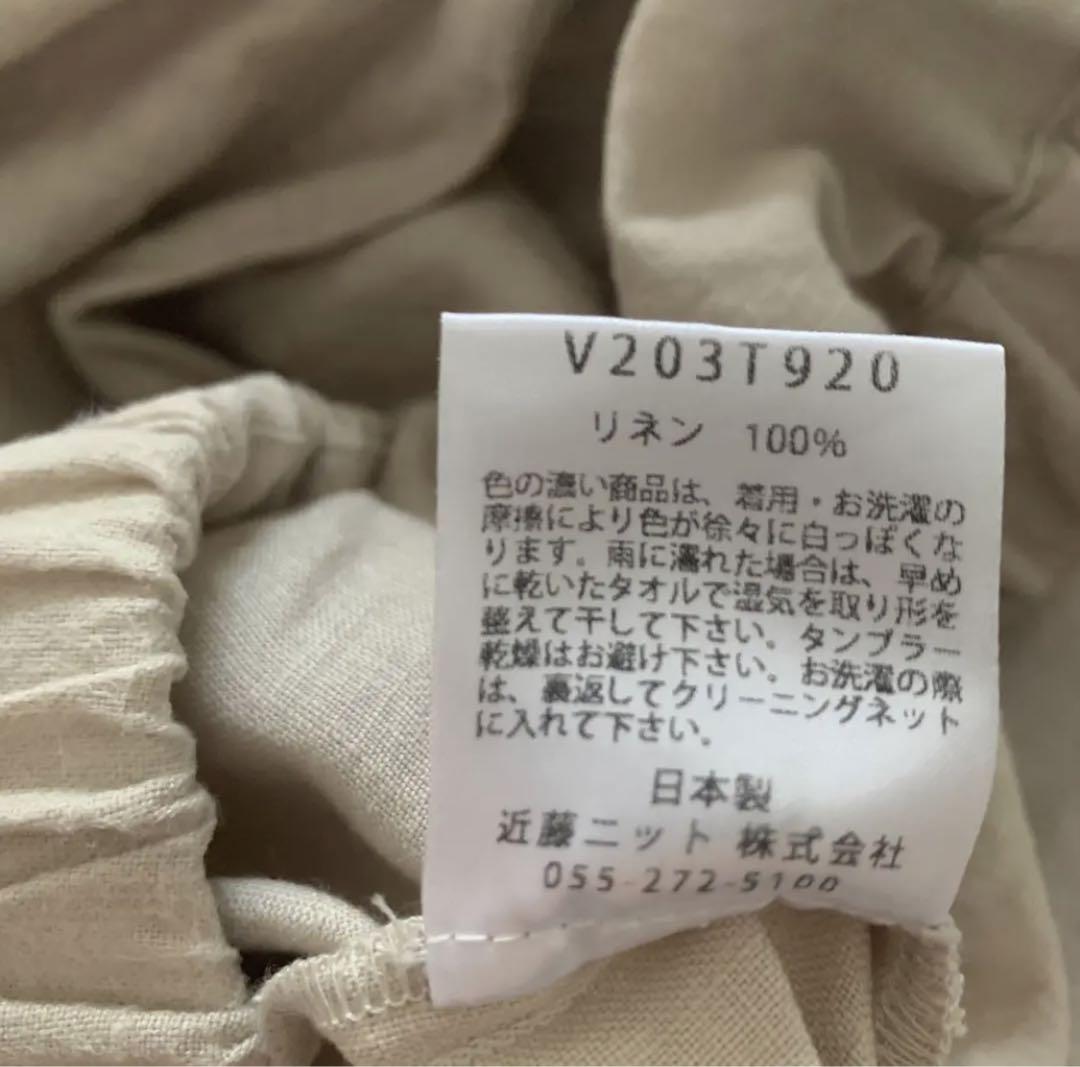 V203T920
リネン 100%
色の濃い商品は、着用・お洗濯の
摩擦により色が徐々に白っぽくな
ります。雨に濡れた場合は、早め
に乾いたタオルで湿気を取り形を
整えて干して下さい。タンブラー
乾燥はお避け下さい。お洗濯の際
は、裏返してクリーニングネット
に入れて下さい。
日本製
近藤ニット 株式会社
055-272-5100